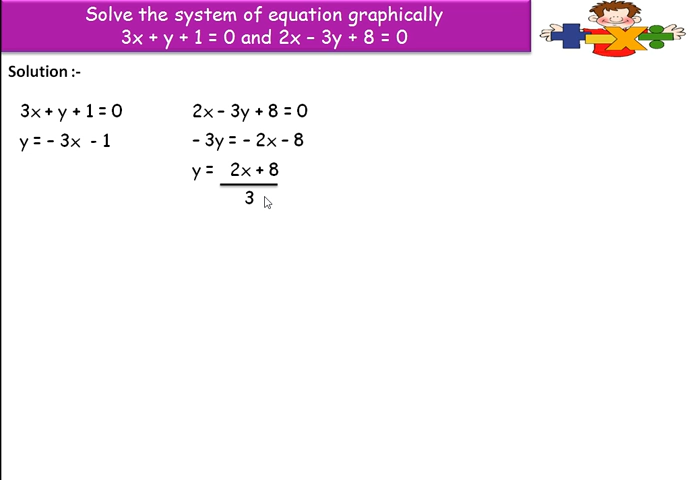 Solve the system of equation graphically
3x + y + 1 = 0 and 2x - 3y + 8 = 0
Solution :-
3x + y + 1 = 0
y = - 3x - 1
2x - 3y + 8 = 0
- 3y = - 2x - 8
y = 2x + 8
3